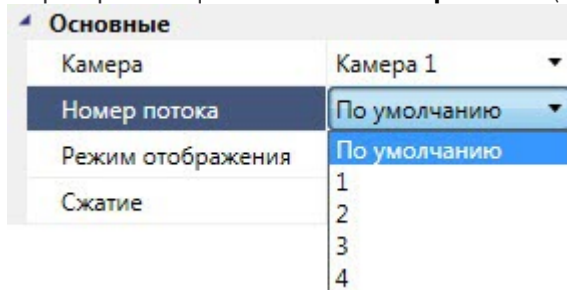 Основные
Камера Камера 1
Номер потока По умолчанию
Режим отображения По умолчанию
1
Сжатие
2
3
4